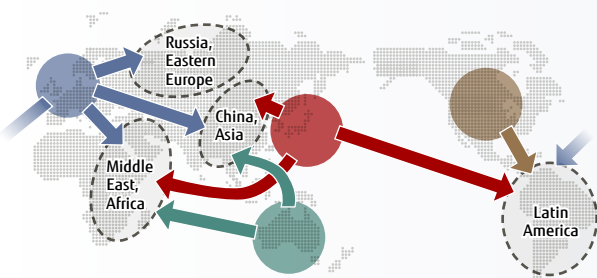 Russia,
Eastern
Europe
China,
Asia
Middle
East,
Africa
Latin
America